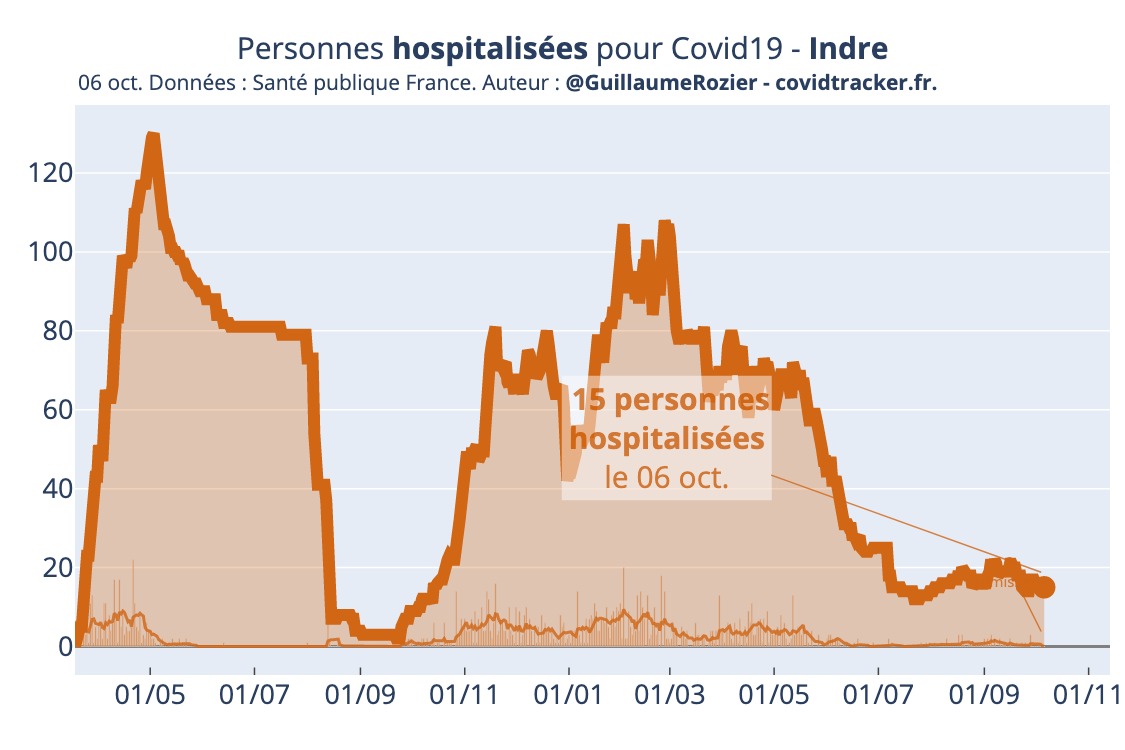 Personnes hospitalisées pour Covid19 - Indre
06 oct. Données : Santé publique France. Auteur : @GuillaumeRozier - covidtracker.fr.
120
100
80
60
40
20
0
15 personnes
hospitalisées
le 06 oct.
01/05 01/07 01/09 01/11 01/01 01/03 01/05 01/07 01/09 01/11